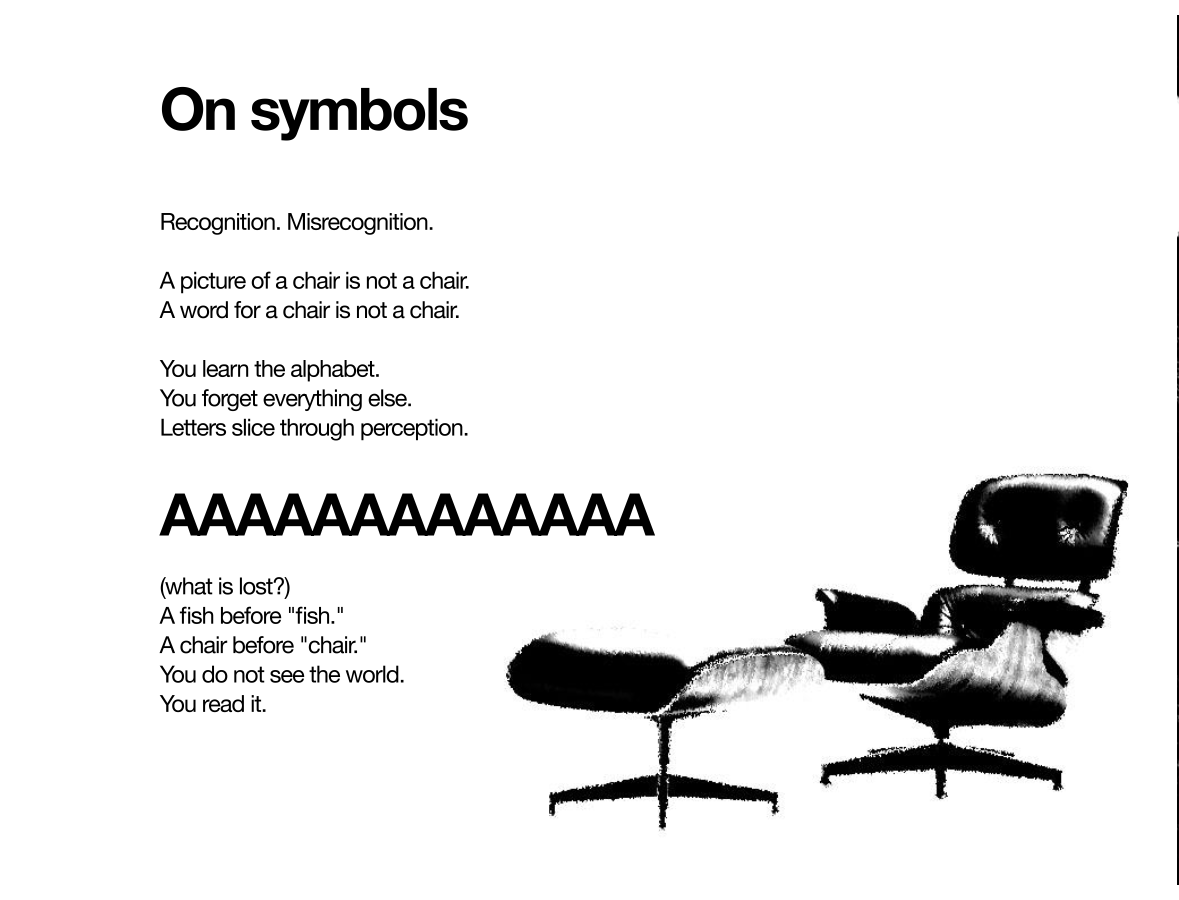 On symbols
Recognition. Misrecognition.
A picture of a chair is not a chair.
A word for a chair is not a chair.
You learn the alphabet.
You forget everything else.
Letters slice through perception.
AAAAAAAAAAAAA
(what is lost?)
A fish before "fish."
A chair before "chair."
You do not see the world.
You read it.